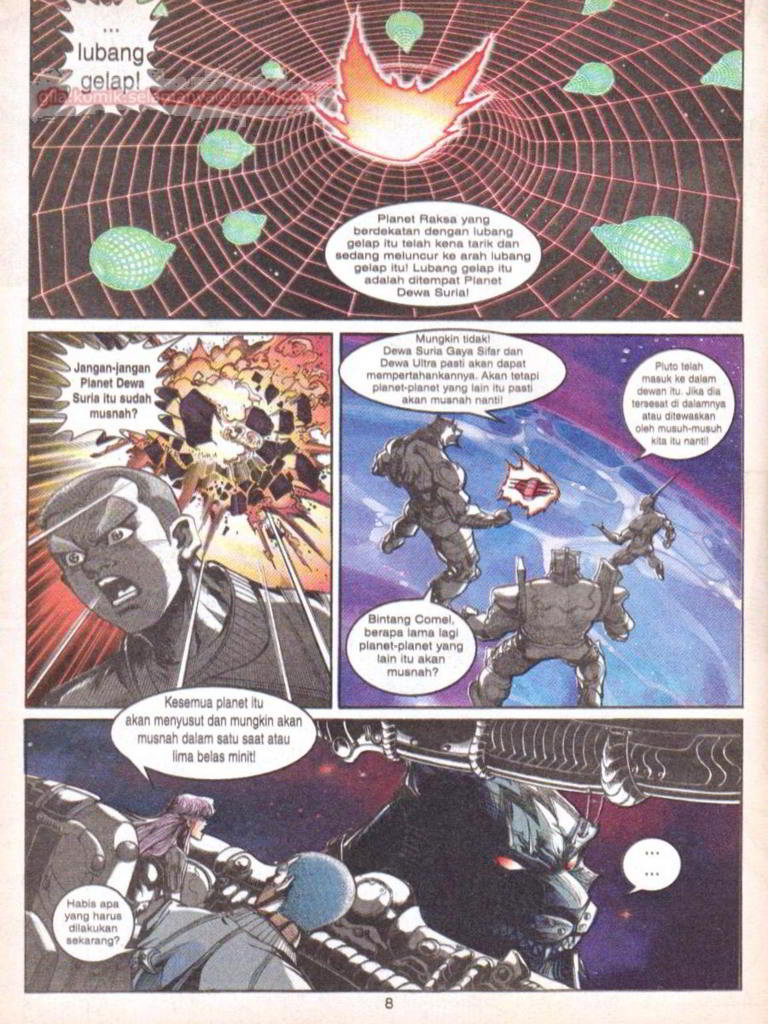 ...
lubang
gelap!
Planet Raksa yang
berdekatan dengan lubang
gelap itu telah kena tarik dan
sedang meluncur ke arah lubang
gelap itu! Lubang gelap itu
adalah ditempat Planet
Dewa Suria!
Jangan-jangan
Planet Dewa
Suria itu sudah
musnah?
Mungkin tidak!
Dewa Suria Gaya Sifar dan
Dewa Ultra pasti akan dapat
mempertahankannya. Akan tetapi
planet-planet yang lain itu pasti
akan musnah nanti!
Pluto telah
masuk ke dalam
dewan itu. Jika dia
tersesat di dalamnya
atau ditewaskan
oleh musuh-musuh
kita itu nanti!
Bintang Comel,
berapa lama lagi
planet-planet yang
lain itu akan
musnah?
Kesemua planet itu
akan menyusut dan mungkin akan
musnah dalam satu saat atau
lima belas minit!
Habis apa
yang harus
dilakukan
sekarang?
...
...
8